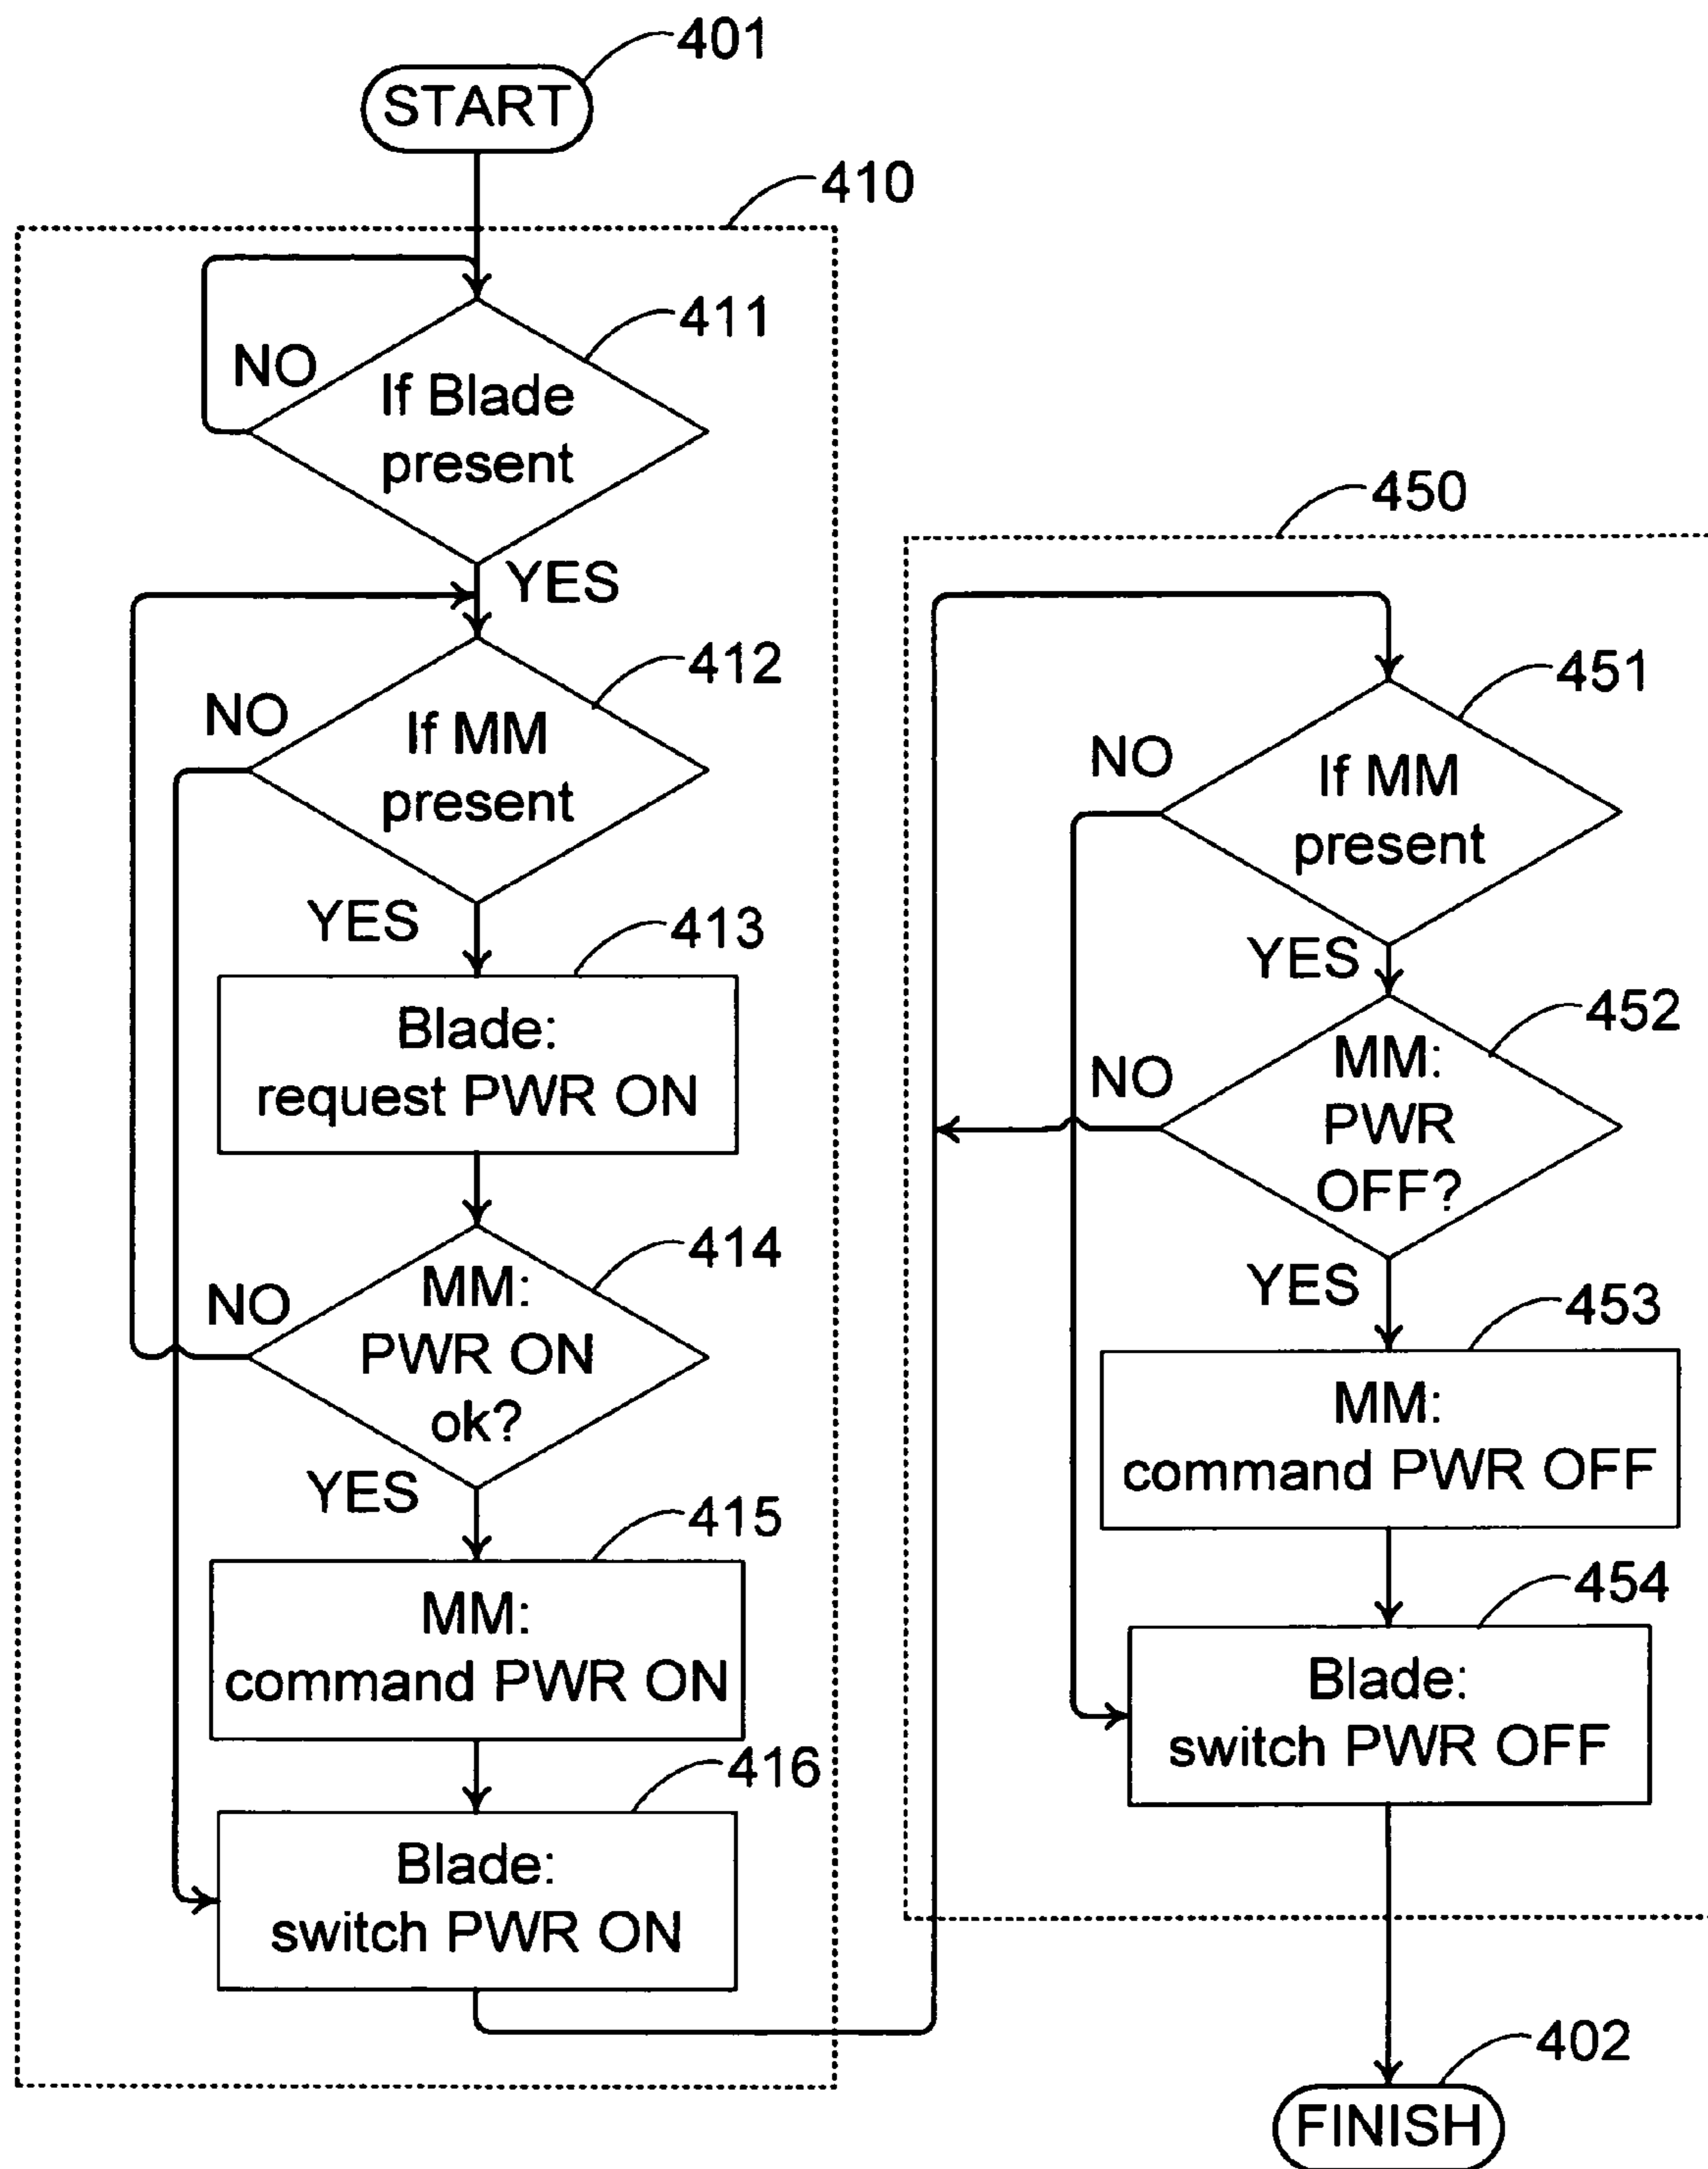 401
START
410
411
NO
If Blade
present
YES
412
NO
If MM
present
YES
413
Blade:
request PWR ON
414
NO
MM:
PWR ON
ok?
YES
415
MM:
command PWR ON
416
Blade:
switch PWR ON
450
451
NO
If MM
present
YES
452
NO
MM:
PWR
OFF?
YES
453
MM:
command PWR OFF
454
Blade:
switch PWR OFF
402
FINISH